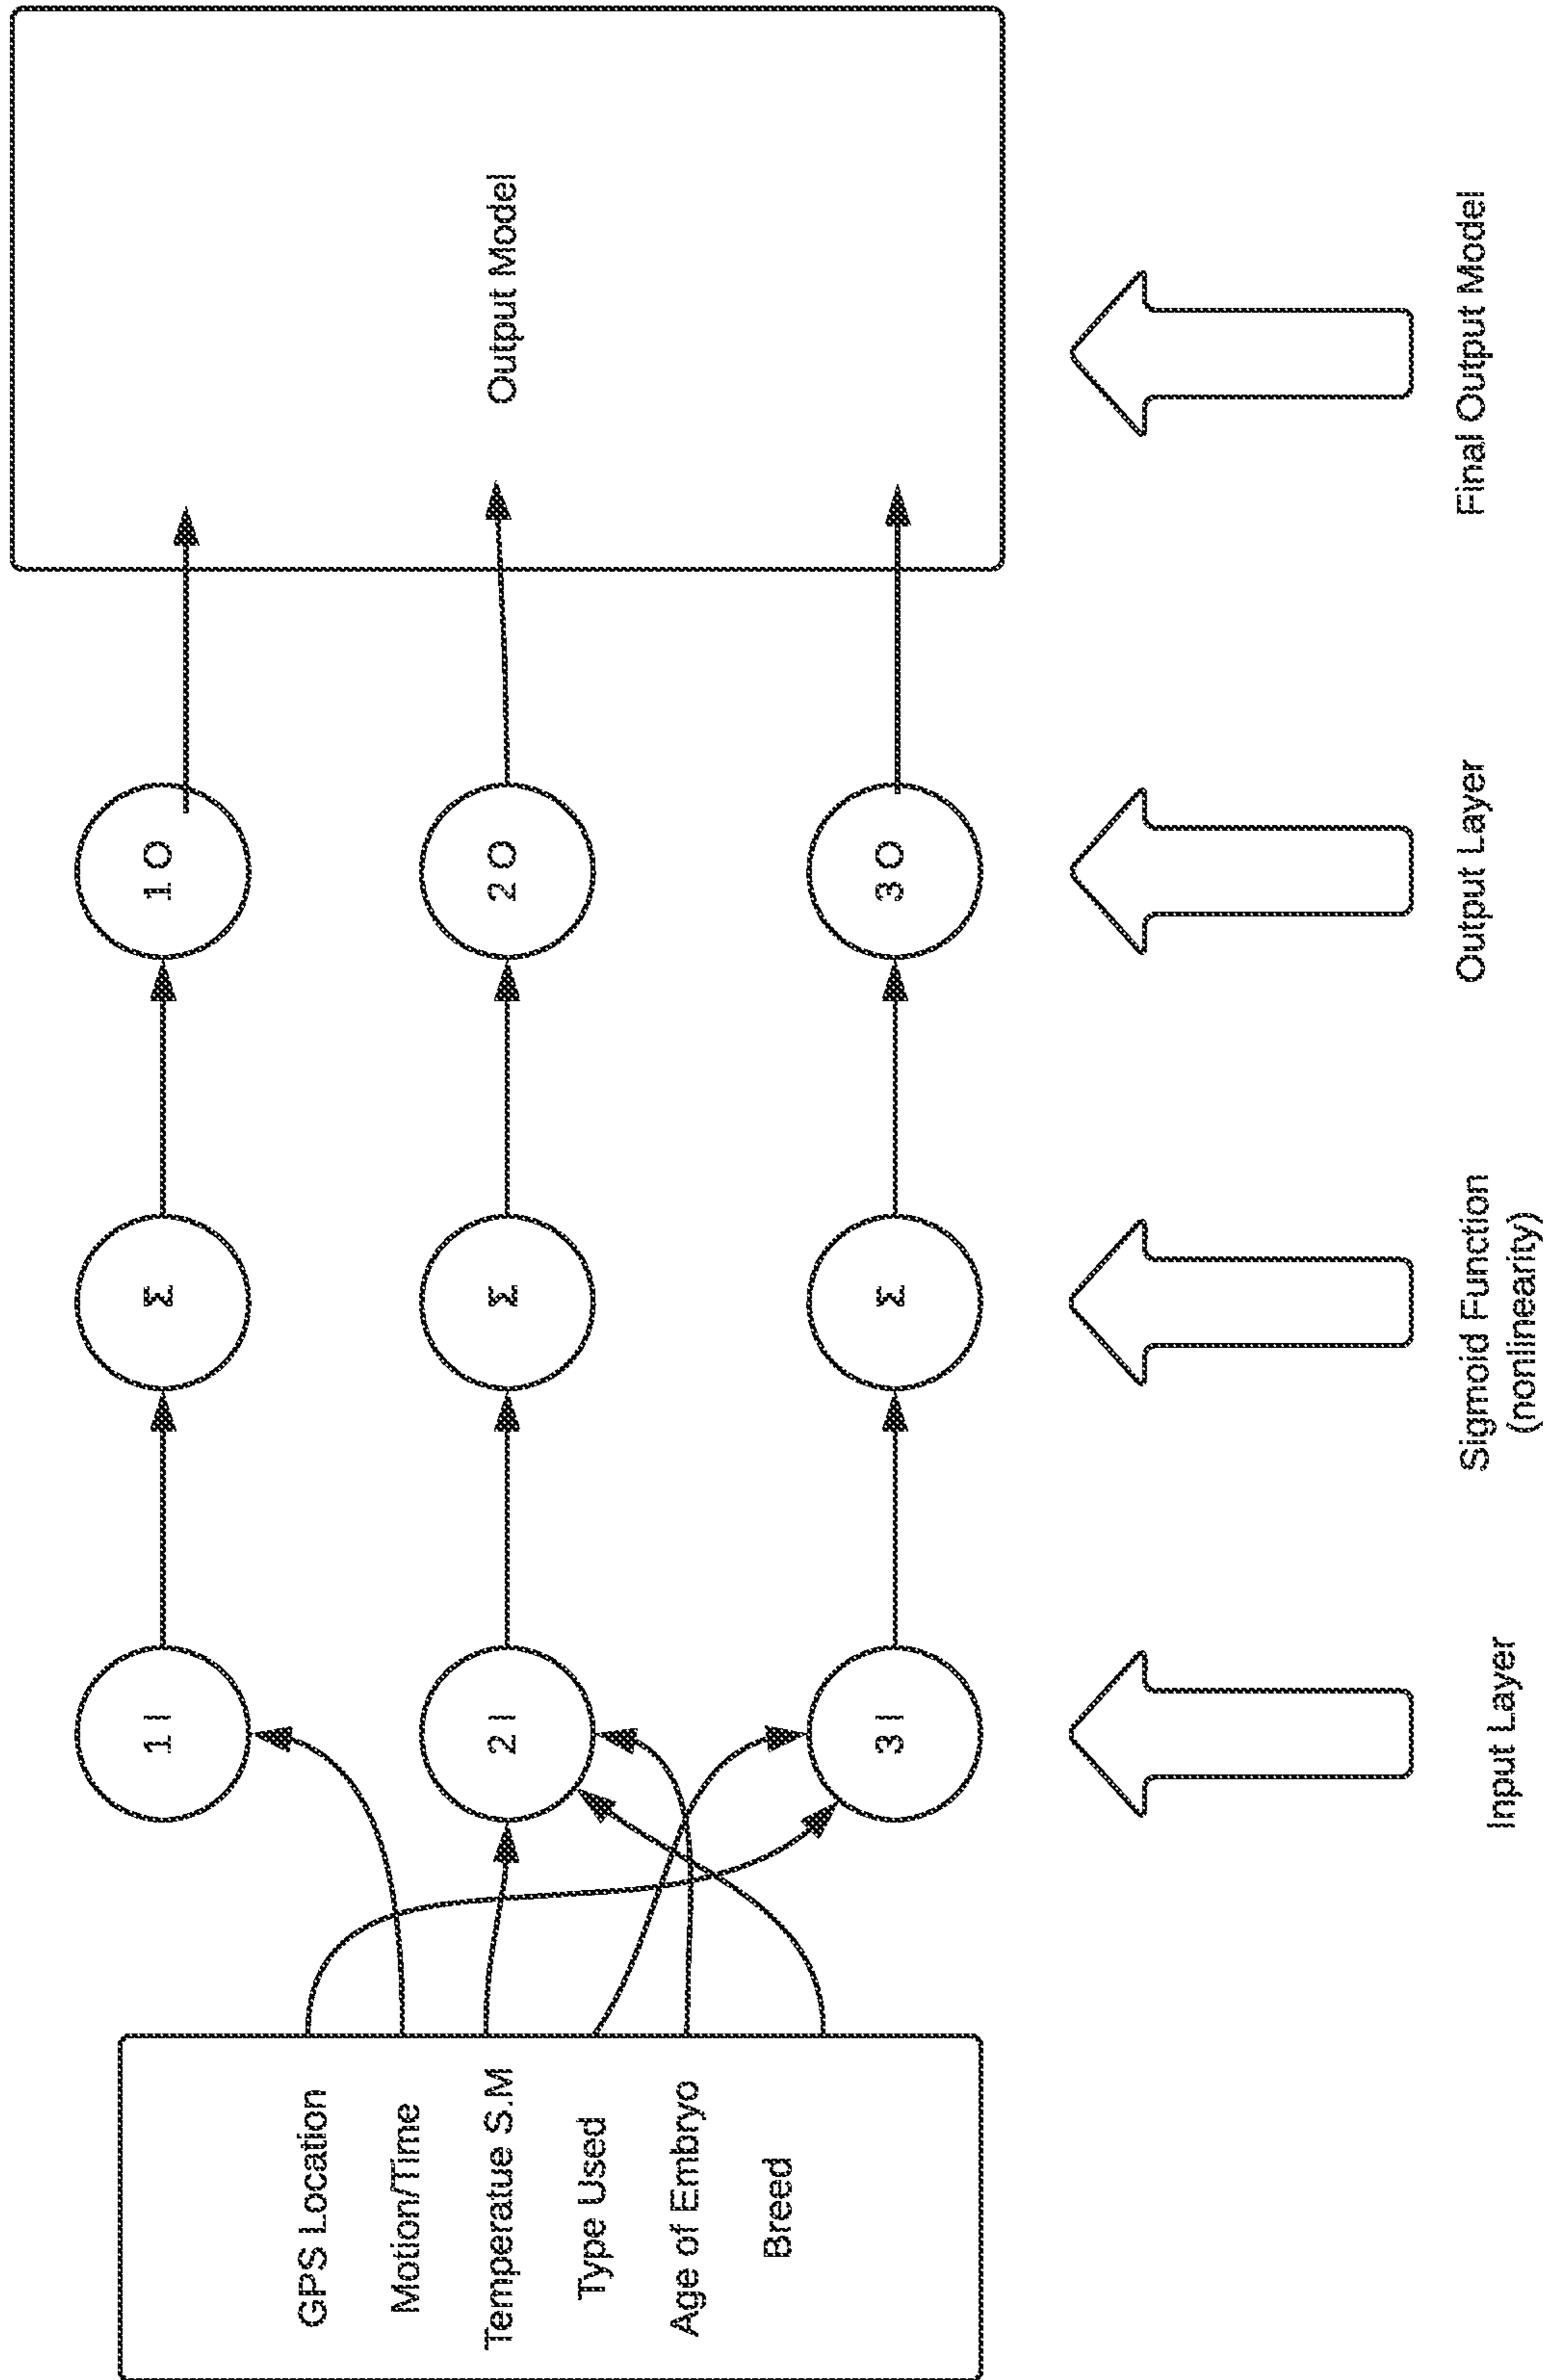 GPS Location
Motion/Time
Temperatue S.M
Type Used
Age of Embryo
Breed
1 I
2 I
3 I
Σ
Σ
Σ
1 O
2 O
3 O
Output Model
Input Layer
Sigmoid Function
(nonlinearity)
Output Layer
Final Output Model